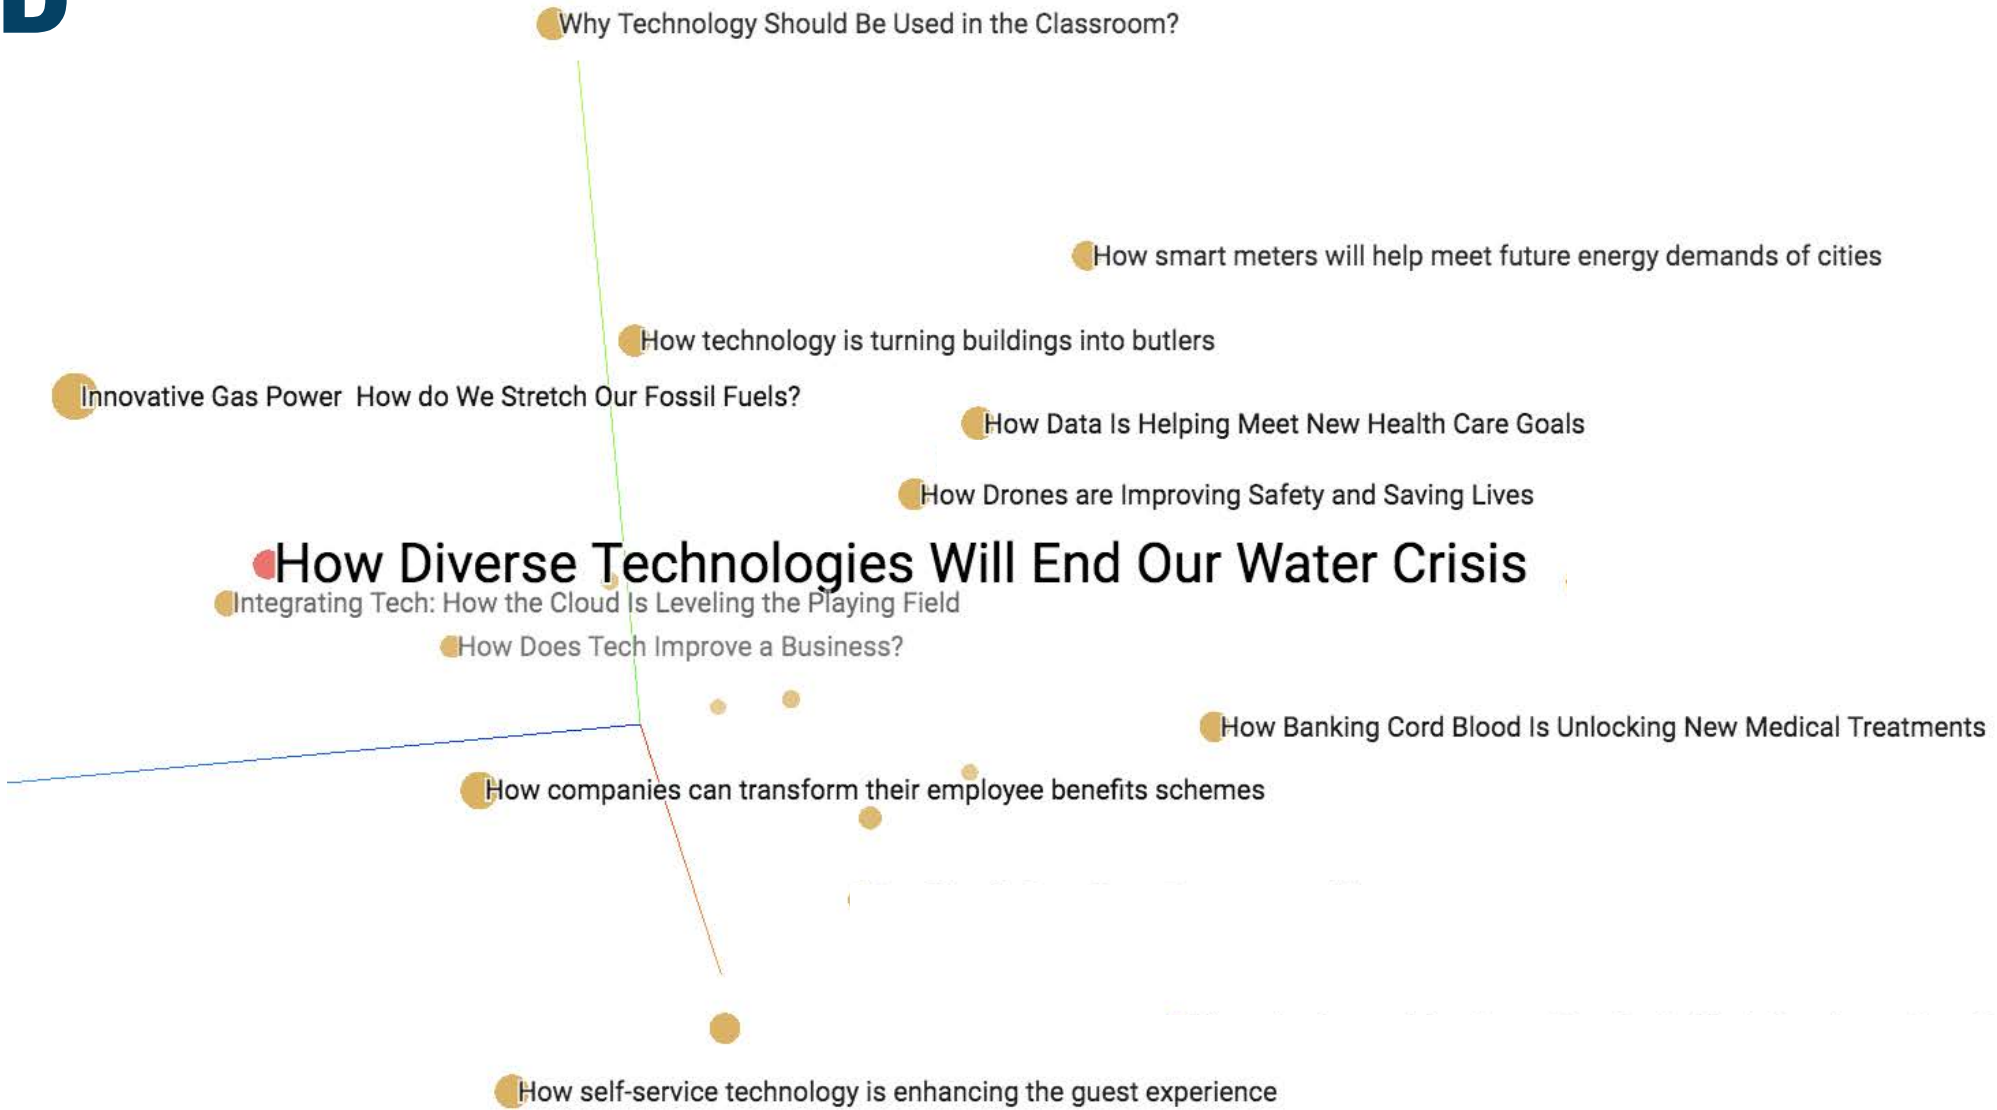 D
Why Technology Should Be Used in the Classroom?
How smart meters will help meet future energy demands of cities
How technology is turning buildings into butlers
Innovative Gas Power  How do We Stretch Our Fossil Fuels?
How Data Is Helping Meet New Health Care Goals
How Drones are Improving Safety and Saving Lives
How Diverse Technologies Will End Our Water Crisis
Integrating Tech: How the Cloud Is Leveling the Playing Field
How Does Tech Improve a Business?
How Banking Cord Blood Is Unlocking New Medical Treatments
How companies can transform their employee benefits schemes
How self-service technology is enhancing the guest experience